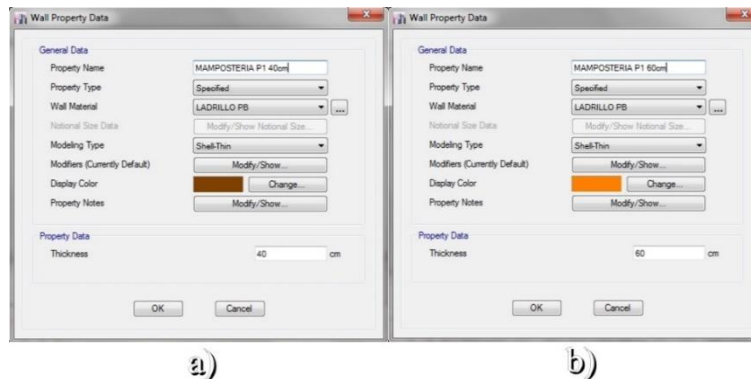 Wall Property Data
General Data
Property Name MAMPOSTERIA P1 40cm
Property Type Specified
Wall Material LADRILLO PB ...
Notional Size Data Modify/Show Notional Size...
Modeling Type Shell-Thin
Modifiers (Currently Default) Modify/Show...
Display Color Change...
Property Notes Modify/Show...
Property Data
Thickness 40 cm
OK Cancel
a)
Wall Property Data
General Data
Property Name MAMPOSTERIA P1 60cm
Property Type Specified
Wall Material LADRILLO PB ...
Notional Size Data Modify/Show Notional Size...
Modeling Type Shell-Thin
Modifiers (Currently Default) Modify/Show...
Display Color Change...
Property Notes Modify/Show...
Property Data
Thickness 60 cm
OK Cancel
b)